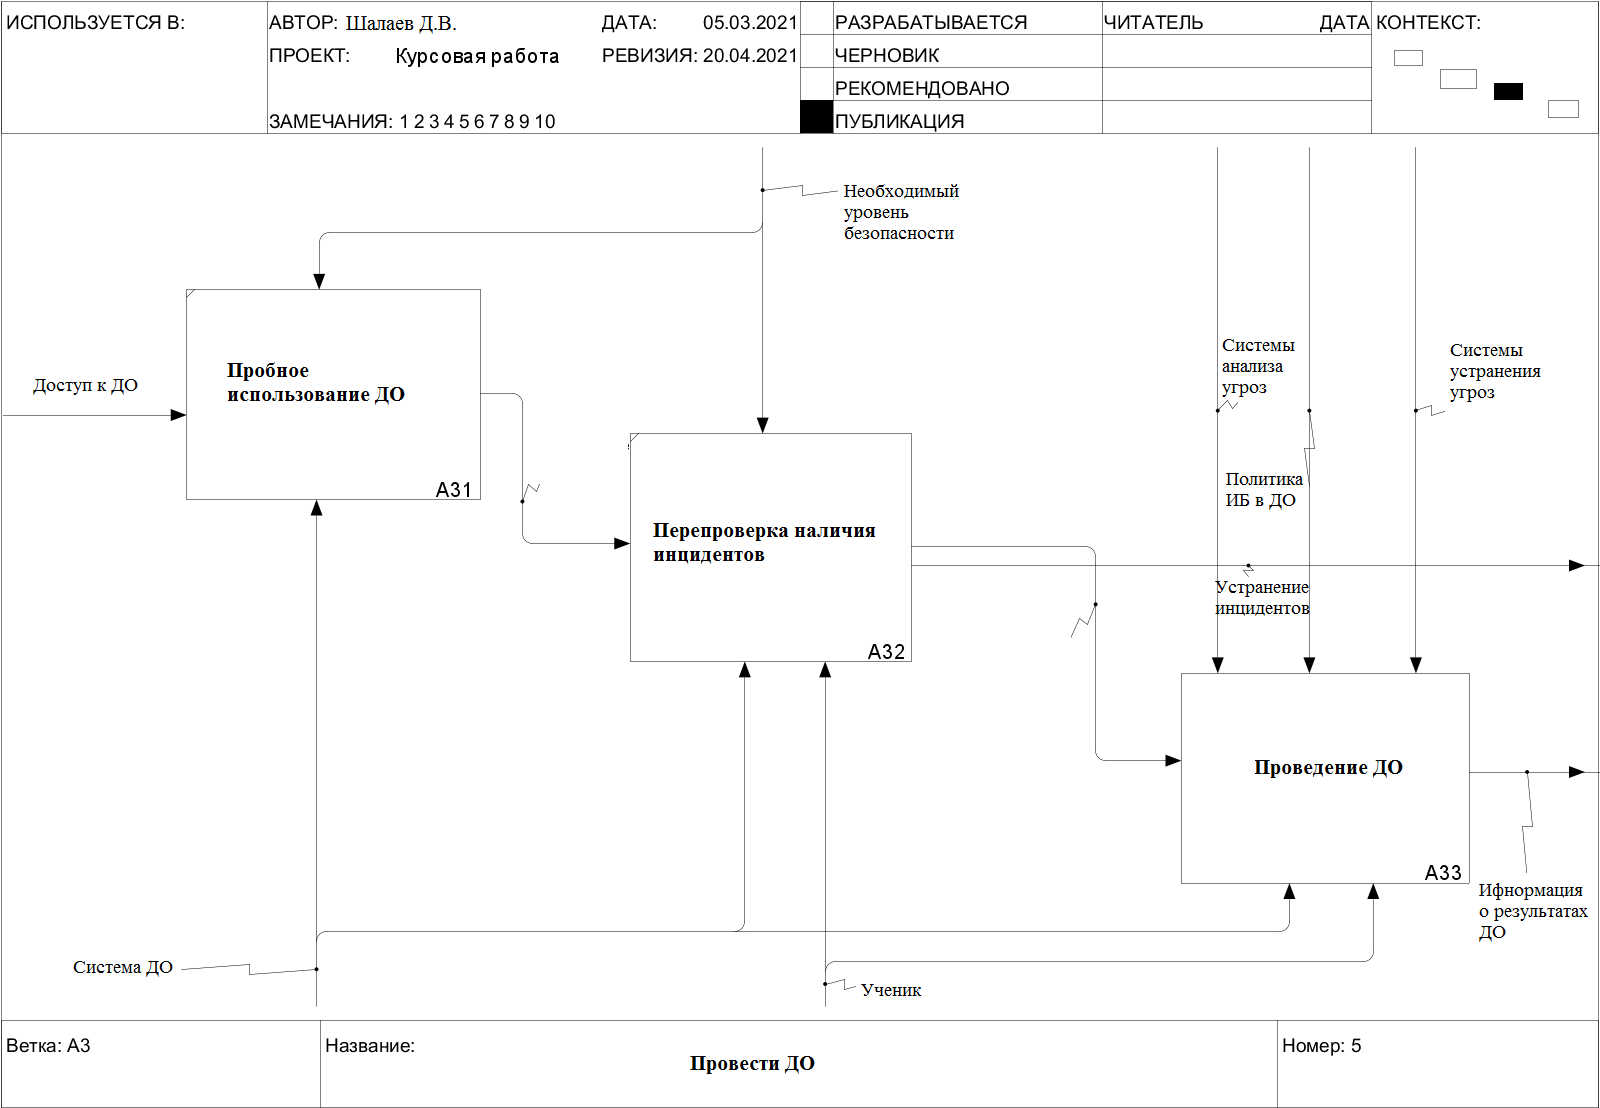 ИСПОЛЬЗУЕТСЯ В:
АВТОР: Шалаев Д.В.
ДАТА: 05.03.2021
ПРОЕКТ: Курсовая работа
РЕВИЗИЯ: 20.04.2021
ЗАМЕЧАНИЯ: 1 2 3 4 5 6 7 8 9 10
РАЗРАБАТЫВАЕТСЯ
ЧЕРНОВИК
РЕКОМЕНДОВАНО
ПУБЛИКАЦИЯ
ЧИТАТЕЛЬ
ДАТА
КОНТЕКСТ:
Необходимый
уровень
безопасности
Доступ к ДО
Пробное
использование ДО
A31
Системы
анализа
угроз
Системы
устранения
угроз
Политика
ИБ в ДО
Перепроверка наличия
инцидентов
A32
Устранение
инцидентов
Проведение ДО
A33
Ифнормация
о результатах
ДО
Система ДО
Ученик
Ветка: A3
Название:
Провести ДО
Номер: 5